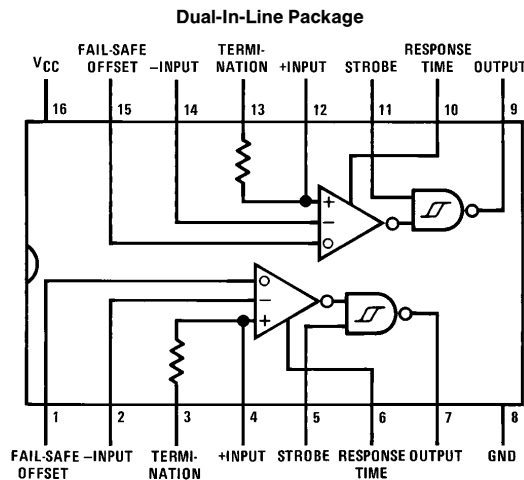 Dual-In-Line Package
FAIL-SAFE TERMI- RESPONSE
VCC OFFSET –INPUT NATION +INPUT STROBE TIME OUTPUT
16 15 14 13 12 11 10 9
+
–
–
+
1 2 3 4 5 6 7 8
FAIL-SAFE –INPUT TERMI- +INPUT STROBE RESPONSE OUTPUT GND
OFFSET NATION TIME